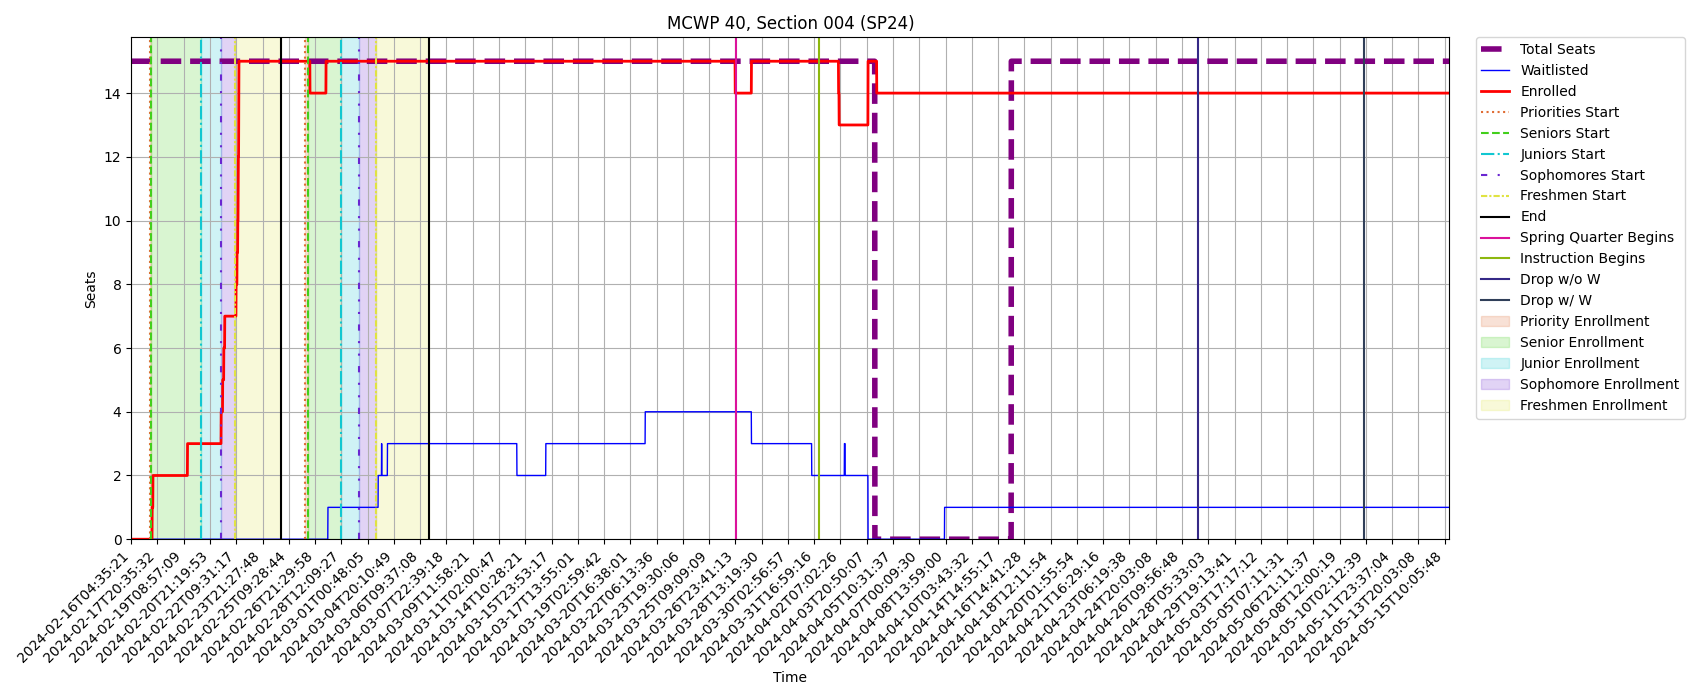 MCWP 40, Section 004 (SP24)
Seats
14
12
10
8
6
4
2
0
2024-02-16T04:35:21
2024-02-17T20:35:32
2024-02-19T08:57:09
2024-02-20T21:19:53
2024-02-22T09:31:17
2024-02-23T21:27:48
2024-02-25T09:28:44
2024-02-26T21:29:58
2024-02-28T12:09:27
2024-03-01T00:48:05
2024-03-04T20:10:49
2024-03-06T09:37:08
2024-03-07T22:39:18
2024-03-09T11:58:21
2024-03-11T02:00:47
2024-03-14T10:28:21
2024-03-15T23:53:17
2024-03-17T13:55:01
2024-03-19T02:59:42
2024-03-20T16:38:01
2024-03-22T06:13:36
2024-03-23T19:30:06
2024-03-25T09:09:09
2024-03-26T23:41:13
2024-03-28T13:19:30
2024-03-30T02:56:57
2024-03-31T16:59:16
2024-04-02T07:02:26
2024-04-03T20:50:07
2024-04-05T10:31:37
2024-04-07T00:09:30
2024-04-08T13:59:00
2024-04-10T03:43:32
2024-04-14T14:55:17
2024-04-16T14:41:28
2024-04-18T12:11:54
2024-04-20T01:55:54
2024-04-21T16:29:16
2024-04-23T06:19:38
2024-04-24T20:03:08
2024-04-26T09:56:48
2024-04-28T05:33:03
2024-04-29T19:13:41
2024-05-03T17:17:12
2024-05-05T07:11:31
2024-05-06T21:11:37
2024-05-08T12:00:19
2024-05-10T02:12:39
2024-05-11T23:37:04
2024-05-13T20:03:08
2024-05-15T10:05:48
Time
Total Seats
Waitlisted
Enrolled
Priorities Start
Seniors Start
Juniors Start
Sophomores Start
Freshmen Start
End
Spring Quarter Begins
Instruction Begins
Drop w/o W
Drop w/ W
Priority Enrollment
Senior Enrollment
Junior Enrollment
Sophomore Enrollment
Freshmen Enrollment